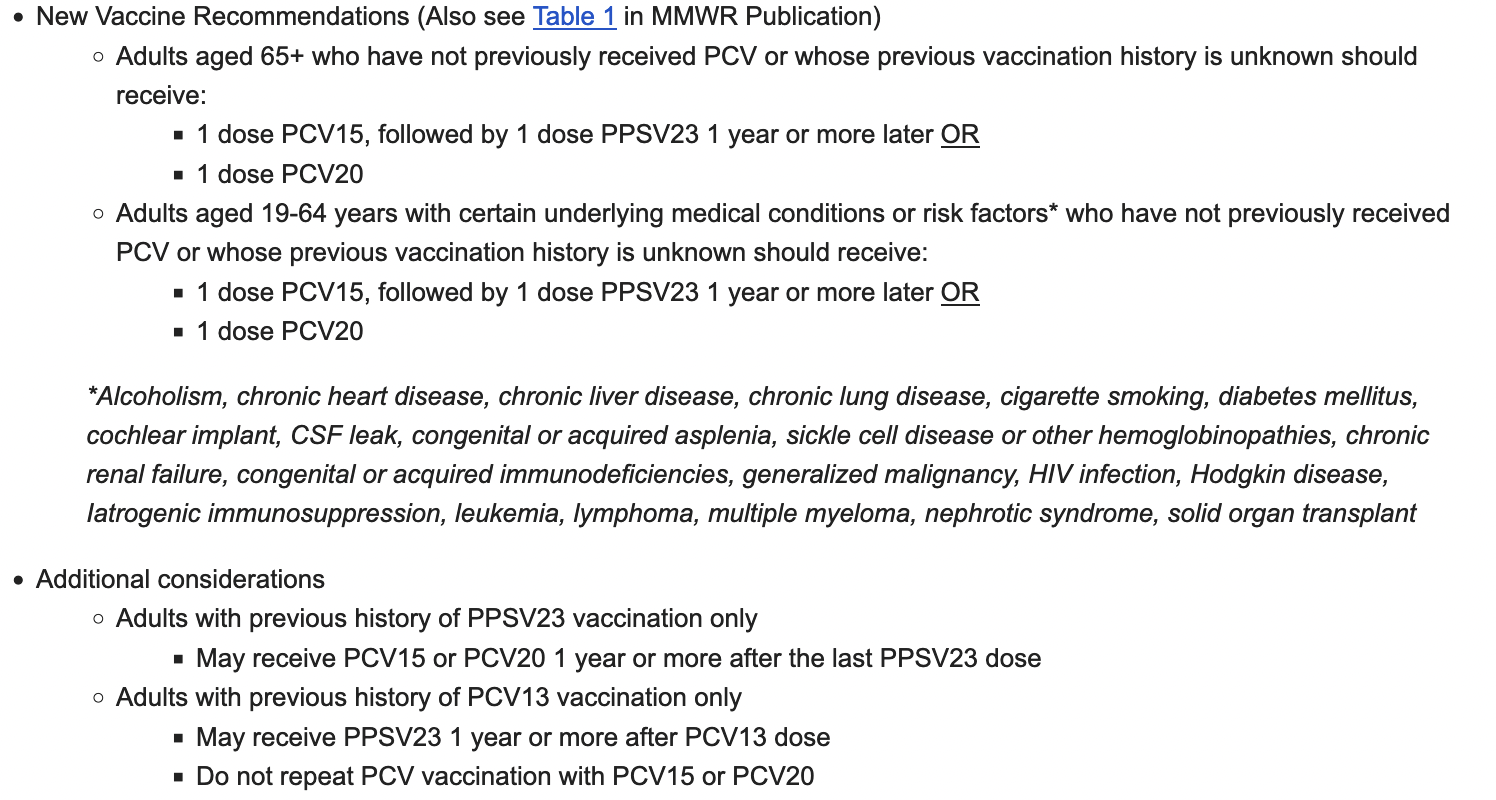 New Vaccine Recommendations (Also see Table 1 in MMWR Publication)
Adults aged 65+ who have not previously received PCV or whose previous vaccination history is unknown should
receive:
1 dose PCV15, followed by 1 dose PPSV23 1 year or more later OR
1 dose PCV20
Adults aged 19-64 years with certain underlying medical conditions or risk factors* who have not previously received
PCV or whose previous vaccination history is unknown should receive:
1 dose PCV15, followed by 1 dose PPSV23 1 year or more later OR
1 dose PCV20
*Alcoholism, chronic heart disease, chronic liver disease, chronic lung disease, cigarette smoking, diabetes mellitus,
cochlear implant, CSF leak, congenital or acquired asplenia, sickle cell disease or other hemoglobinopathies, chronic
renal failure, congenital or acquired immunodeficiencies, generalized malignancy, HIV infection, Hodgkin disease,
Iatrogenic immunosuppression, leukemia, lymphoma, multiple myeloma, nephrotic syndrome, solid organ transplant
Additional considerations
Adults with previous history of PPSV23 vaccination only
May receive PCV15 or PCV20 1 year or more after the last PPSV23 dose
Adults with previous history of PCV13 vaccination only
May receive PPSV23 1 year or more after PCV13 dose
Do not repeat PCV vaccination with PCV15 or PCV20